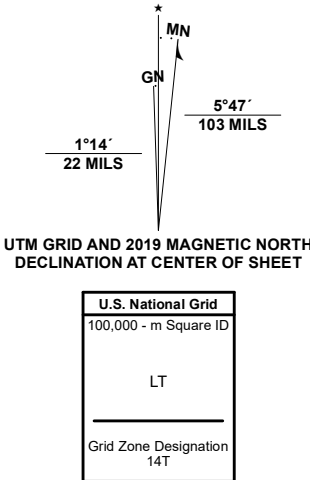 ★
MN
GN
5°47´
103 MILS
1°14´
22 MILS
UTM GRID AND 2019 MAGNETIC NORTH
DECLINATION AT CENTER OF SHEET
U.S. National Grid
100,000 - m Square ID
LT
Grid Zone Designation
14T